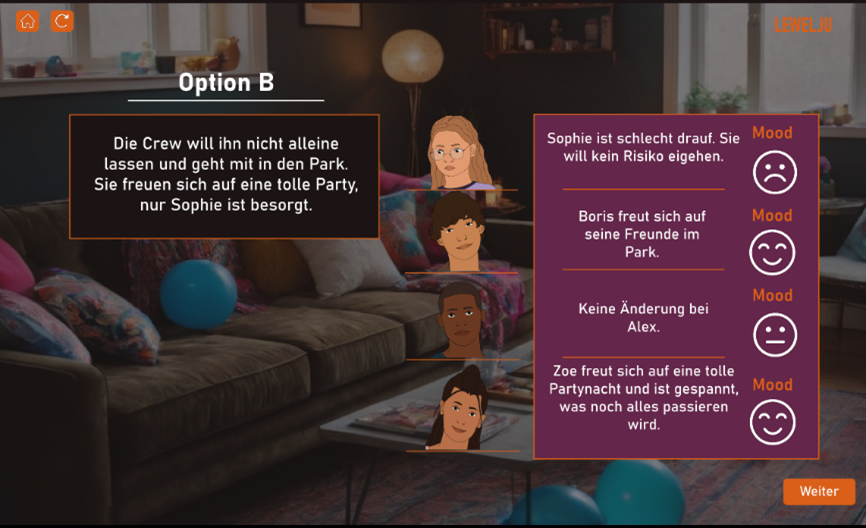 LEWELJU
Option B
Die Crew will ihn nicht alleine
lassen und geht mit in den Park.
Sie freuen sich auf eine tolle Party,
nur Sophie ist besorgt.
Sophie ist schlecht drauf. Sie
will kein Risiko eigehen.
Mood
Boris freut sich auf
seine Freunde im
Park.
Mood
Keine Änderung bei
Alex.
Mood
Zoe freut sich auf eine tolle
Partynacht und ist gespannt,
was noch alles passieren
wird.
Mood
Weiter